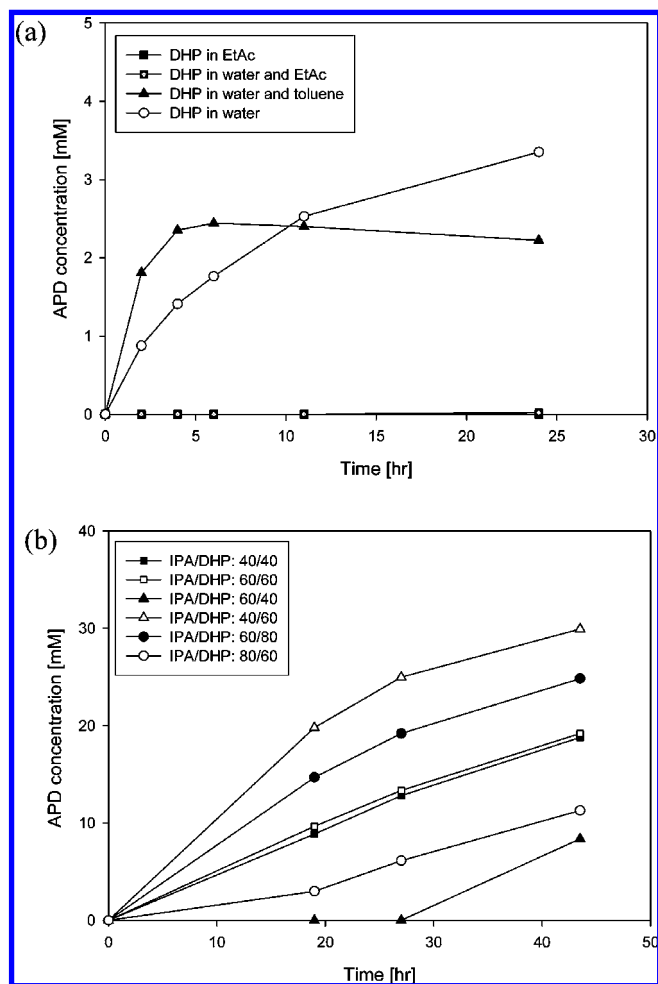 (a)
5
4
3
2
1
0
APD concentration [mM]
DHP in EtAc
DHP in water and EtAc
DHP in water and toluene
DHP in water
0 5 10 15 20 25 30
Time [hr]
(b)
40
30
20
10
0
APD concentration [mM]
IPA/DHP: 40/40
IPA/DHP: 60/60
IPA/DHP: 60/40
IPA/DHP: 40/60
IPA/DHP: 60/80
IPA/DHP: 80/60
0 10 20 30 40 50
Time [hr]